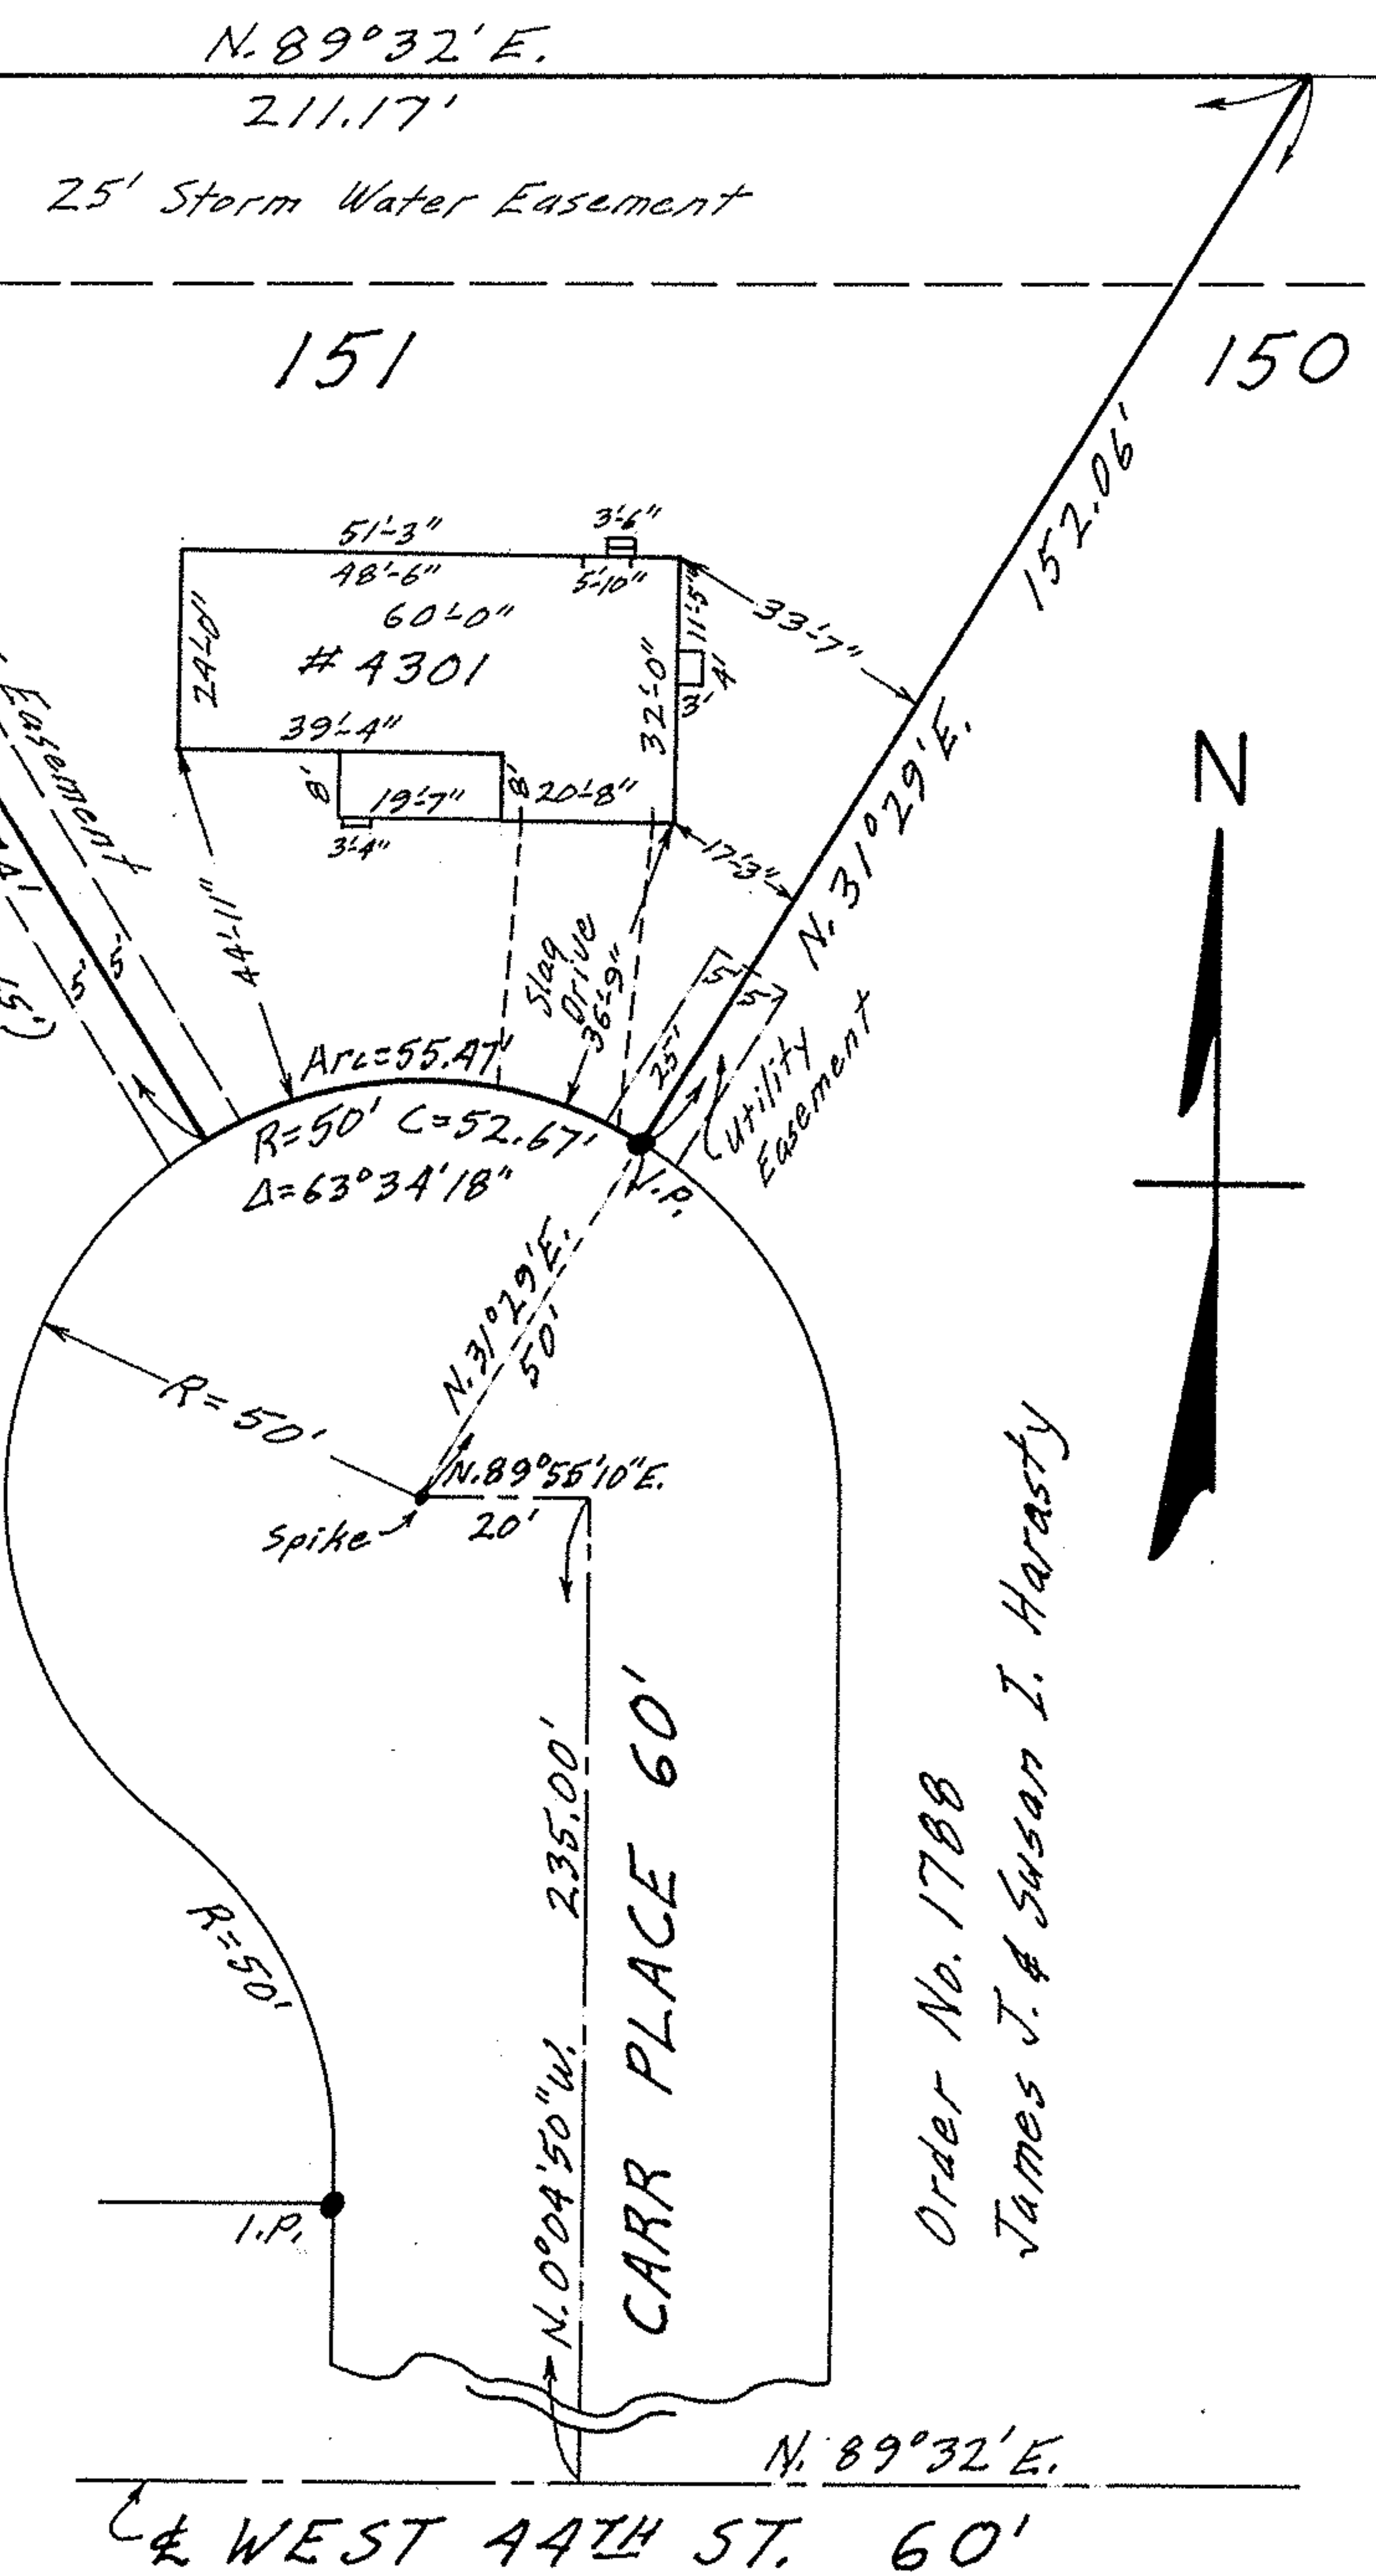 N. 89°32' E.
211.17'
25' Storm Water Easement
151
150
152.06'
N. 31°29' E.
51'-3"
3'-6"
48'-6"
5'-10"
60'-0"
# 4301
24'-0"
32'-0"
11'-5"
4'
3'
33'-7"
39'-4"
8'
19'-7"
8'
20'-8"
3'-4"
17'-3"
Easement
5'
5'
44'-11"
Slag
Drive
36'-9"
N
5'
5'
25'
Utility
Easement
Arc=55.47'
R=50' C=52.67'
Δ=63°34'18"
I.P.
N. 31°29' E.
50'
R=50'
N. 89°55'10" E.
20'
Spike
R=50'
I.P.
N. 0°04'50" W. 235.00'
CARR PLACE 60'
Order No. 1788
James J. & Susan I. Harasty
N. 89°32' E.
℄ WEST 44TH ST. 60'